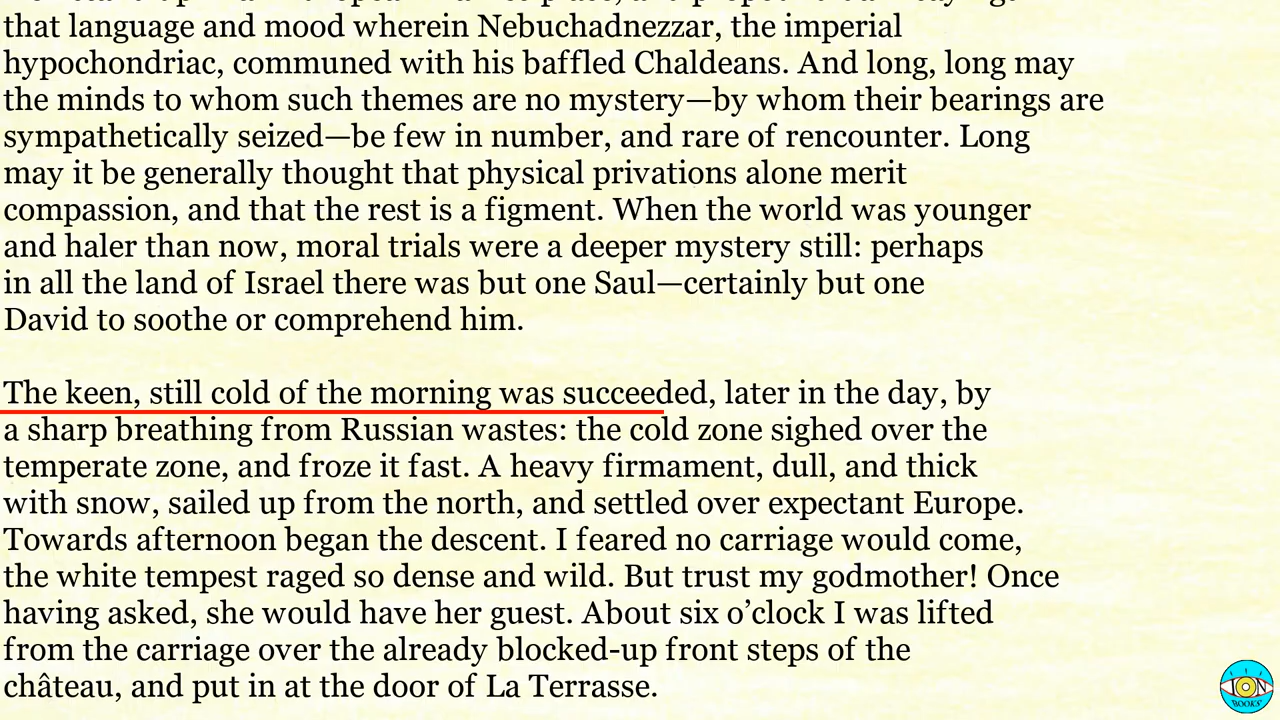 that language and mood wherein Nebuchadnezzar, the imperial
hypochondriac, communed with his baffled Chaldeans. And long, long may
the minds to whom such themes are no mystery—by whom their bearings are
sympathetically seized—be few in number, and rare of rencounter. Long
may it be generally thought that physical privations alone merit
compassion, and that the rest is a figment. When the world was younger
and haler than now, moral trials were a deeper mystery still: perhaps
in all the land of Israel there was but one Saul—certainly but one
David to soothe or comprehend him.
The keen, still cold of the morning was succeeded, later in the day, by
a sharp breathing from Russian wastes: the cold zone sighed over the
temperate zone, and froze it fast. A heavy firmament, dull, and thick
with snow, sailed up from the north, and settled over expectant Europe.
Towards afternoon began the descent. I feared no carriage would come,
the white tempest raged so dense and wild. But trust my godmother! Once
having asked, she would have her guest. About six o’clock I was lifted
from the carriage over the already blocked-up front steps of the
château, and put in at the door of La Terrasse.
ION
BOOKS